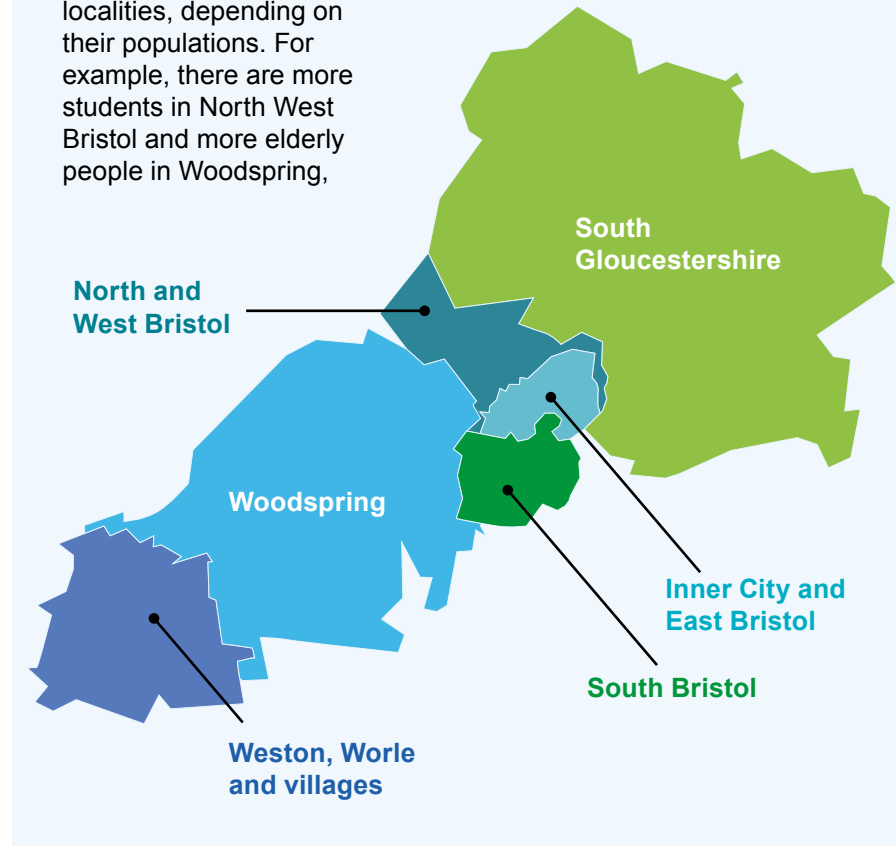 localities, depending on
their populations. For
example, there are more
students in North West
Bristol and more elderly
people in Woodspring,
South
Gloucestershire
North and
West Bristol
Woodspring
Inner City and
East Bristol
South Bristol
Weston, Worle
and villages